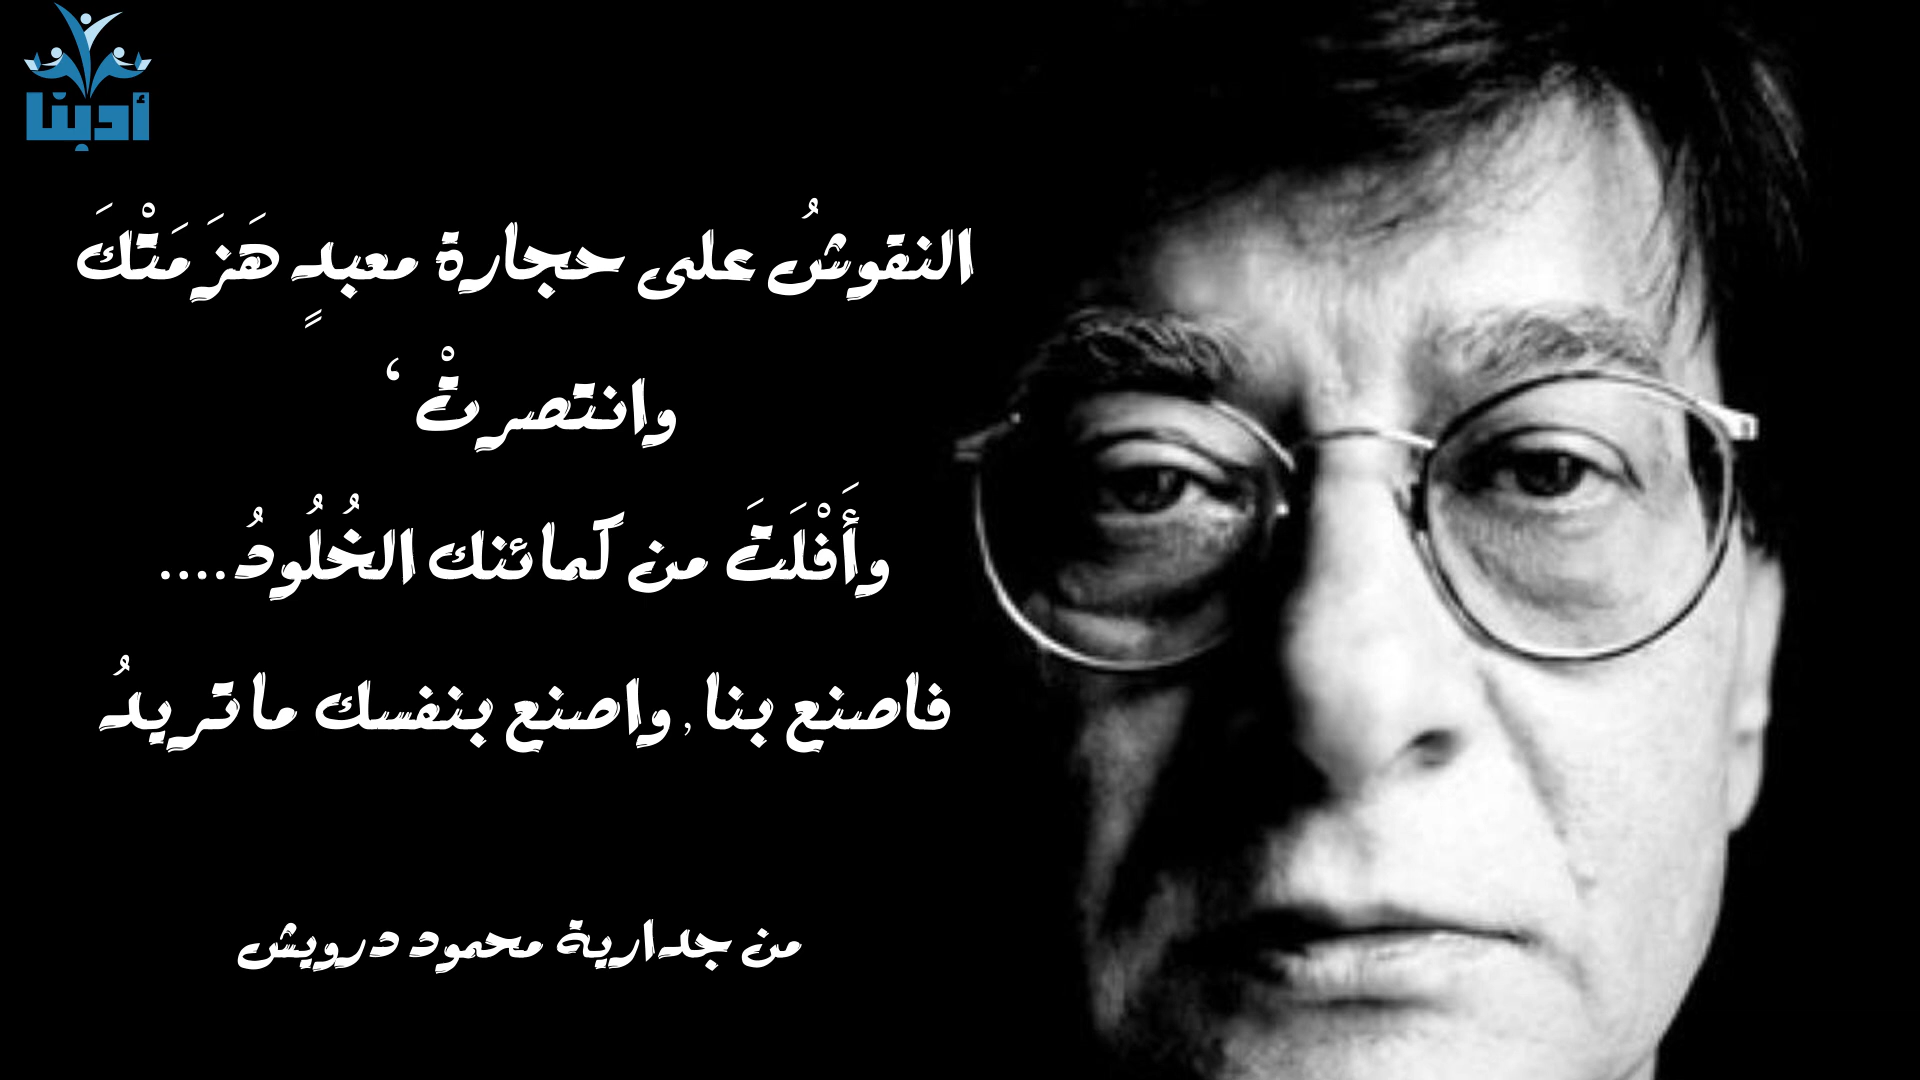 أدبنا
النقوشُ على حجارة معبدٍ هَزَمَتْكَ
وانتصرتْ ‘
وأَفْلَتَ من كمائنك الخُلُودُ....
فاصنع بنا , واصنع بنفسك ما تريدُ
من جدارية محمود درويش